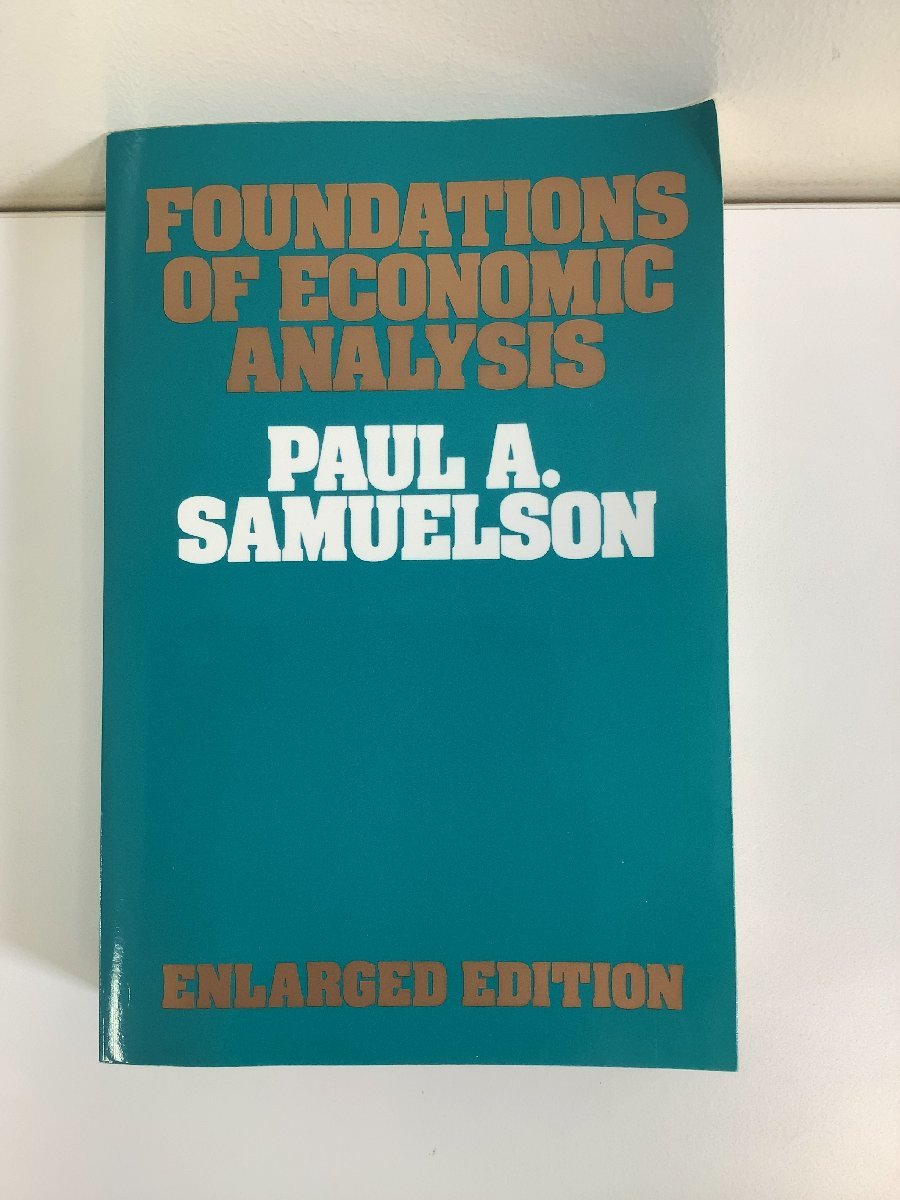 FOUNDATIONS
OF ECONOMIC
ANALYSIS
PAUL A.
SAMUELSON
ENLARGED EDITION